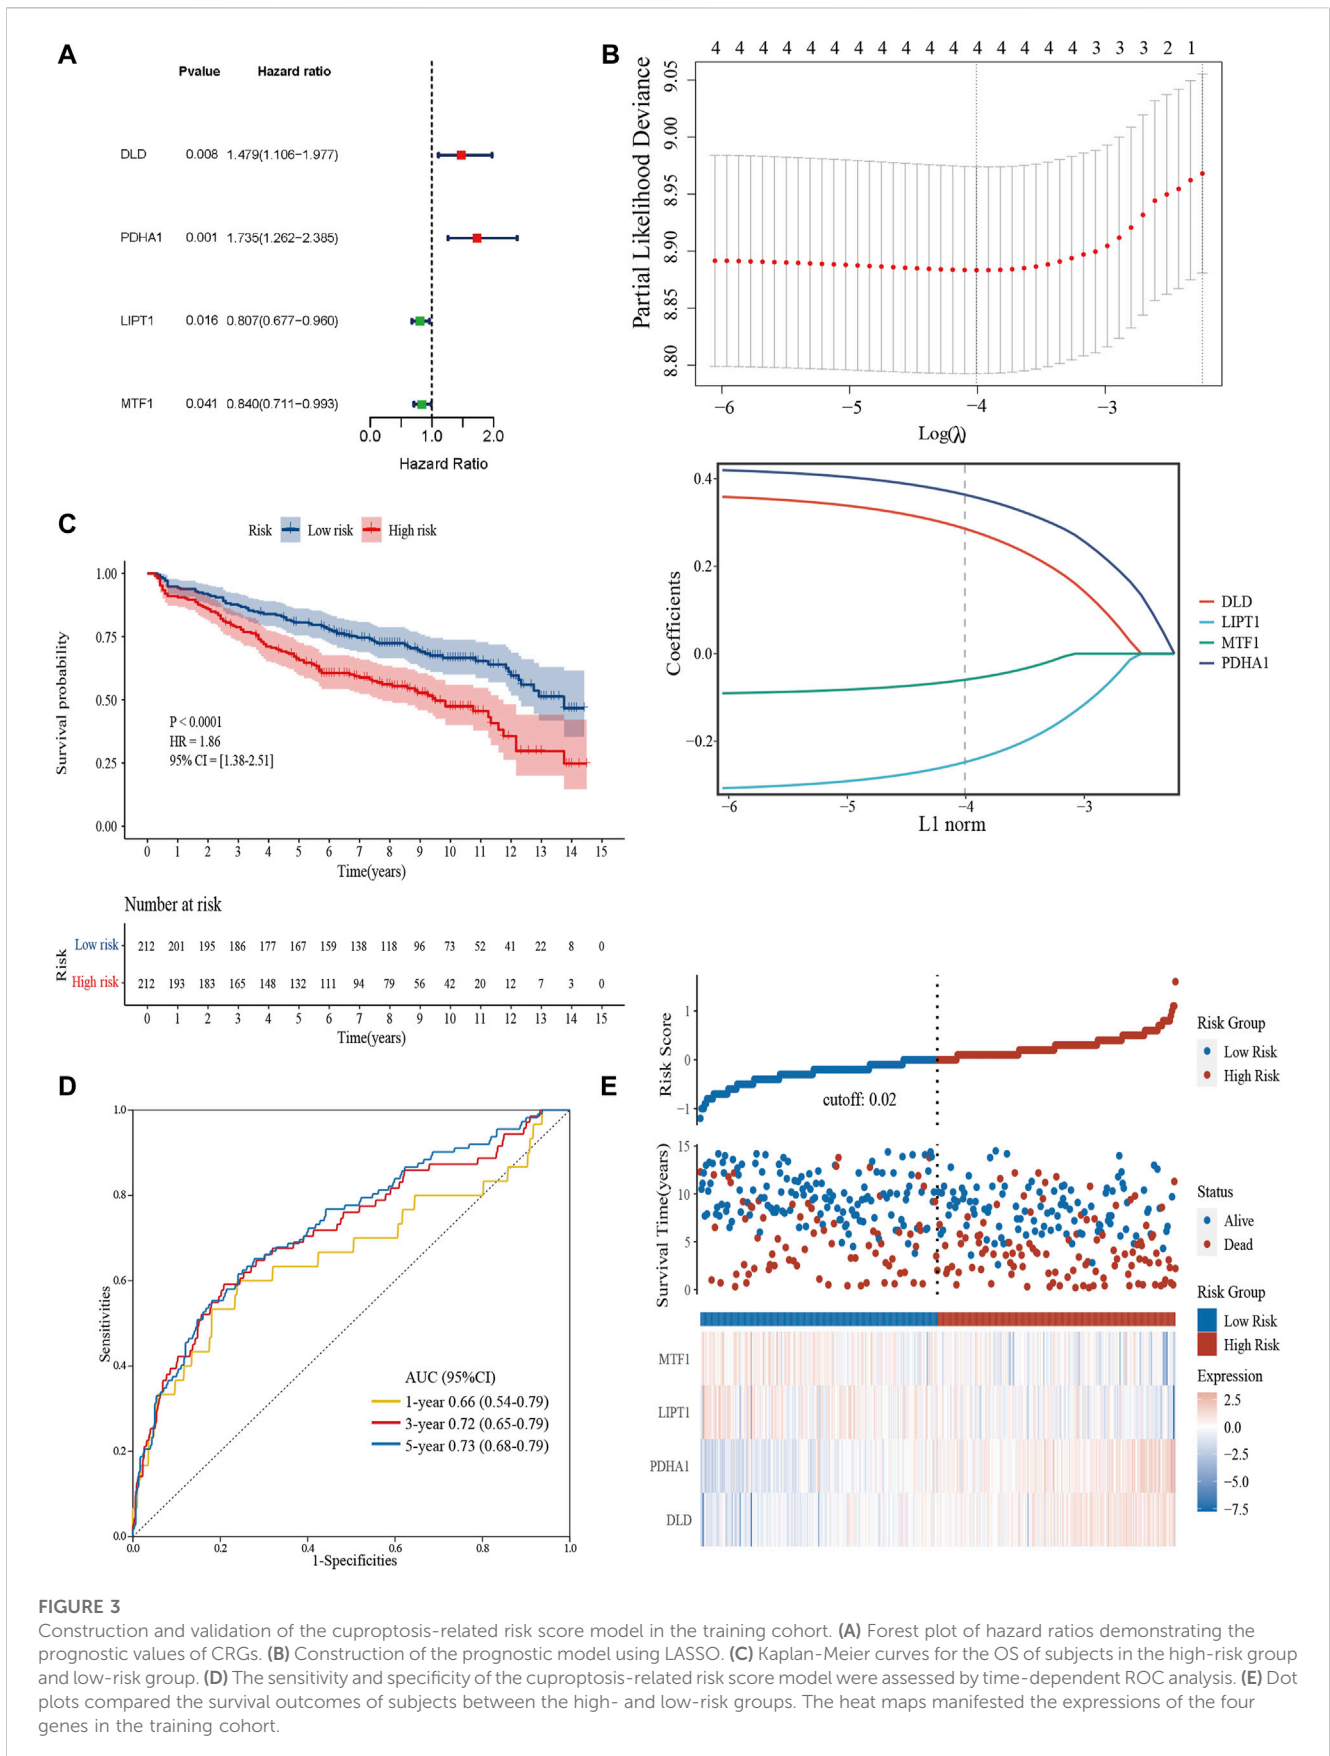 A
Pvalue Hazard ratio
DLD 0.008 1.479(1.106−1.977)
PDHA1 0.001 1.735(1.262−2.385)
LIPT1 0.016 0.807(0.677−0.960)
MTF1 0.041 0.840(0.711−0.993)
0.0 1.0 2.0
Hazard Ratio
B
4 4 4 4 4 4 4 4 4 4 4 4 4 4 4 4 3 3 3 2 1
Partial Likelihood Deviance
9.05
9.00
8.95
8.90
8.85
8.80
−6 −5 −4 −3
Log(λ)
Coefficients
0.4
0.2
0.0
−0.2
−6 −5 −4 −3
L1 norm
DLD
LIPT1
MTF1
PDHA1
C
Risk Low risk High risk
Survival probability
1.00
0.75
0.50
0.25
0.00
P < 0.0001
HR = 1.86
95% CI = [1.38-2.51]
0 1 2 3 4 5 6 7 8 9 10 11 12 13 14 15
Time(years)
Number at risk
Risk
Low risk 212 201 195 186 177 167 159 138 118 96 73 52 41 22 8 0
High risk 212 193 183 165 148 132 111 94 79 56 42 20 12 7 3 0
0 1 2 3 4 5 6 7 8 9 10 11 12 13 14 15
Time(years)
D
Sensitivities
1.0
0.8
0.6
0.4
0.2
0.0
AUC (95%CI)
1-year 0.66 (0.54-0.79)
3-year 0.72 (0.65-0.79)
5-year 0.73 (0.68-0.79)
0.0 0.2 0.4 0.6 0.8 1.0
1-Specificities
E
Risk Score
1
0
−1
cutoff: 0.02
Risk Group
Low Risk
High Risk
Survival Time(years)
15
10
5
0
Status
Alive
Dead
Risk Group
Low Risk
High Risk
MTF1
LIPT1
PDHA1
DLD
Expression
2.5
0.0
−2.5
−5.0
−7.5
FIGURE 3
Construction and validation of the cuproptosis-related risk score model in the training cohort. (A) Forest plot of hazard ratios demonstrating the
prognostic values of CRGs. (B) Construction of the prognostic model using LASSO. (C) Kaplan-Meier curves for the OS of subjects in the high-risk group
and low-risk group. (D) The sensitivity and specificity of the cuproptosis-related risk score model were assessed by time-dependent ROC analysis. (E) Dot
plots compared the survival outcomes of subjects between the high- and low-risk groups. The heat maps manifested the expressions of the four
genes in the training cohort.